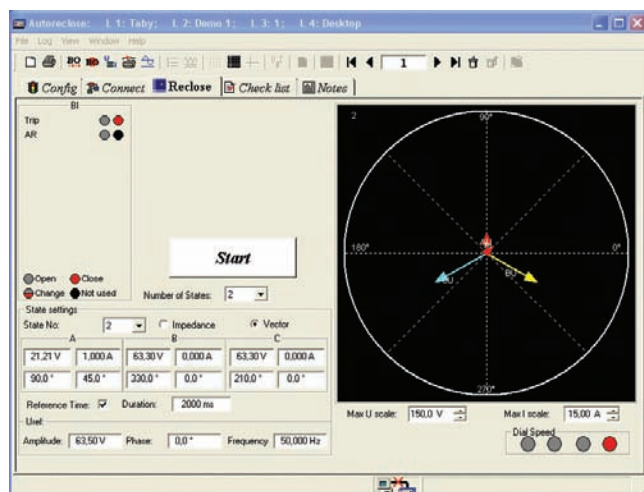 Autoreclose: L 1: Taby; L 2: Demo 1; L 3: 1; L 4: Desktop
File Log View Window Help
1
Config Connect Reclose Check list Notes
BI
Trip
AR
Open Close
Change Not used
Start
Number of States: 2
State settings
State No: 2 Impedance Vector
A B C
21,21 V 1,000 A 63,30 V 0,000 A 63,30 V 0,000 A
90,0 ° 45,0 ° 330,0 ° 0,0 ° 210,0 ° 0,0 °
Reference Time: Duration: 2000 ms
Uref:
Amplitude: 63,50 V Phase: 0,0 ° Frequency 50,000 Hz
2
90°
180°
0°
BU
270°
Max U scale: 150,0 V Max I scale: 15,00 A
Dial Speed